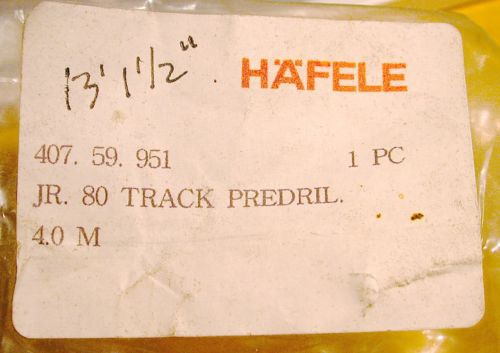 13' 1 1/2"
HÄFELE
407. 59. 951 1 PC
JR. 80 TRACK PREDRIL.
4.0 M